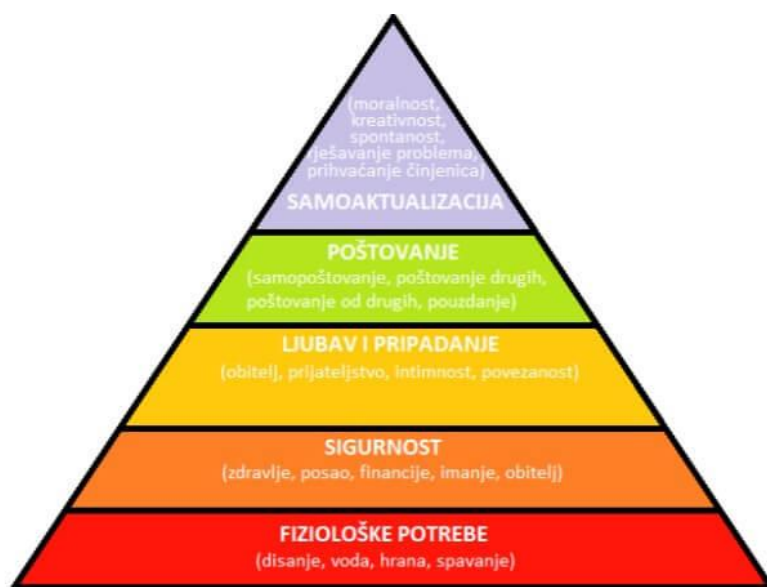 (moralnost,
kreativnost,
spontanost,
rješavanje problema,
prihvaćanje činjenica)
SAMOAKTUALIZACIJA
POŠTOVANJE
(samopoštovanje, poštovanje drugih,
poštovanje od drugih, pouzdanje)
LJUBAV I PRIPADANJE
(obitelj, prijateljstvo, intimnost, povezanost)
SIGURNOST
(zdravlje, posao, financije, imanje, obitelj)
FIZIOLOŠKE POTREBE
(disanje, voda, hrana, spavanje)